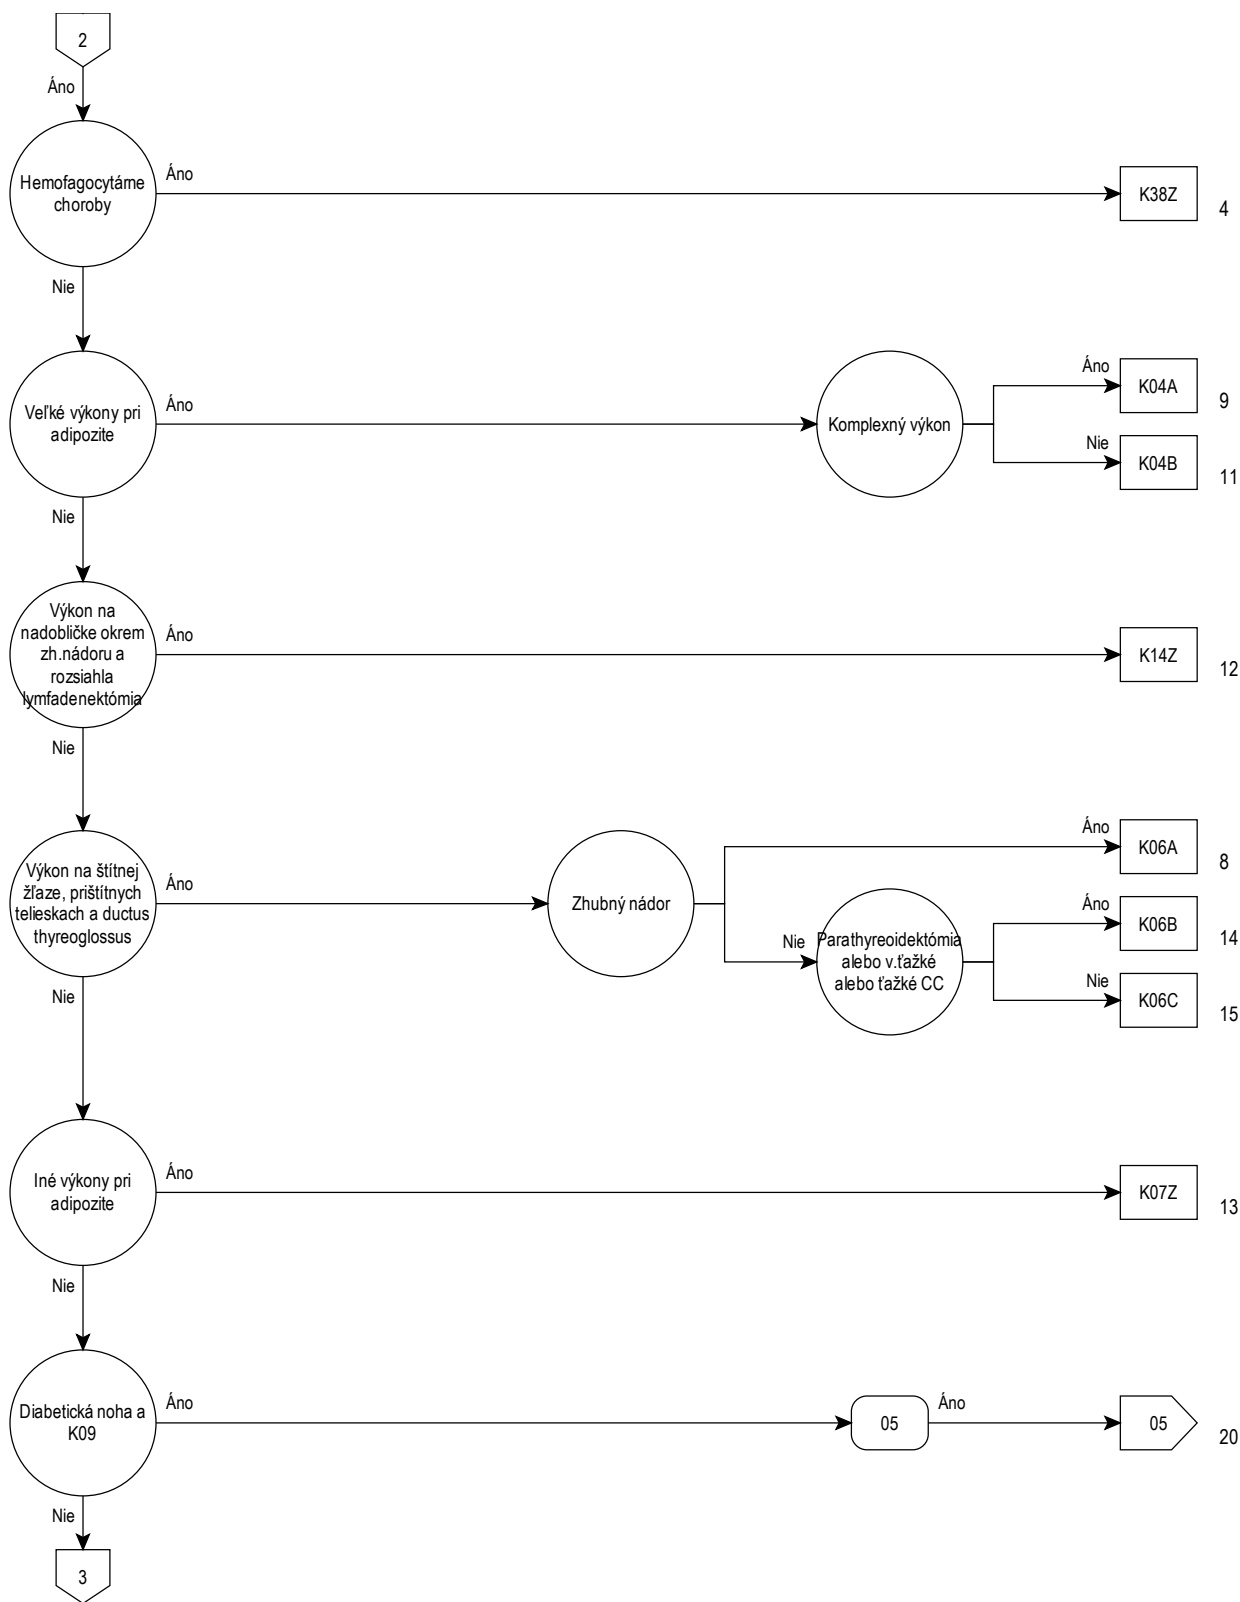 2
Áno
Hemofagocytárne
choroby
Áno
K38Z
4
Nie
Veľké výkony pri
adipozite
Áno
Komplexný výkon
Áno
K04A
9
Nie
K04B
11
Nie
Výkon na
nadobličke okrem
zh.nádoru a
rozsiahla
lymfadenektómia
Áno
K14Z
12
Nie
Výkon na štítnej
žľaze, prištítnych
telieskach a ductus
thyreoglossus
Áno
Zhubný nádor
Áno
K06A
8
Nie
Parathyreoidektómia
alebo v.ťažké
alebo ťažké CC
Áno
K06B
14
Nie
K06C
15
Nie
Iné výkony pri
adipozite
Áno
K07Z
13
Nie
Diabetická noha a
K09
Áno
05
Áno
05
20
Nie
3